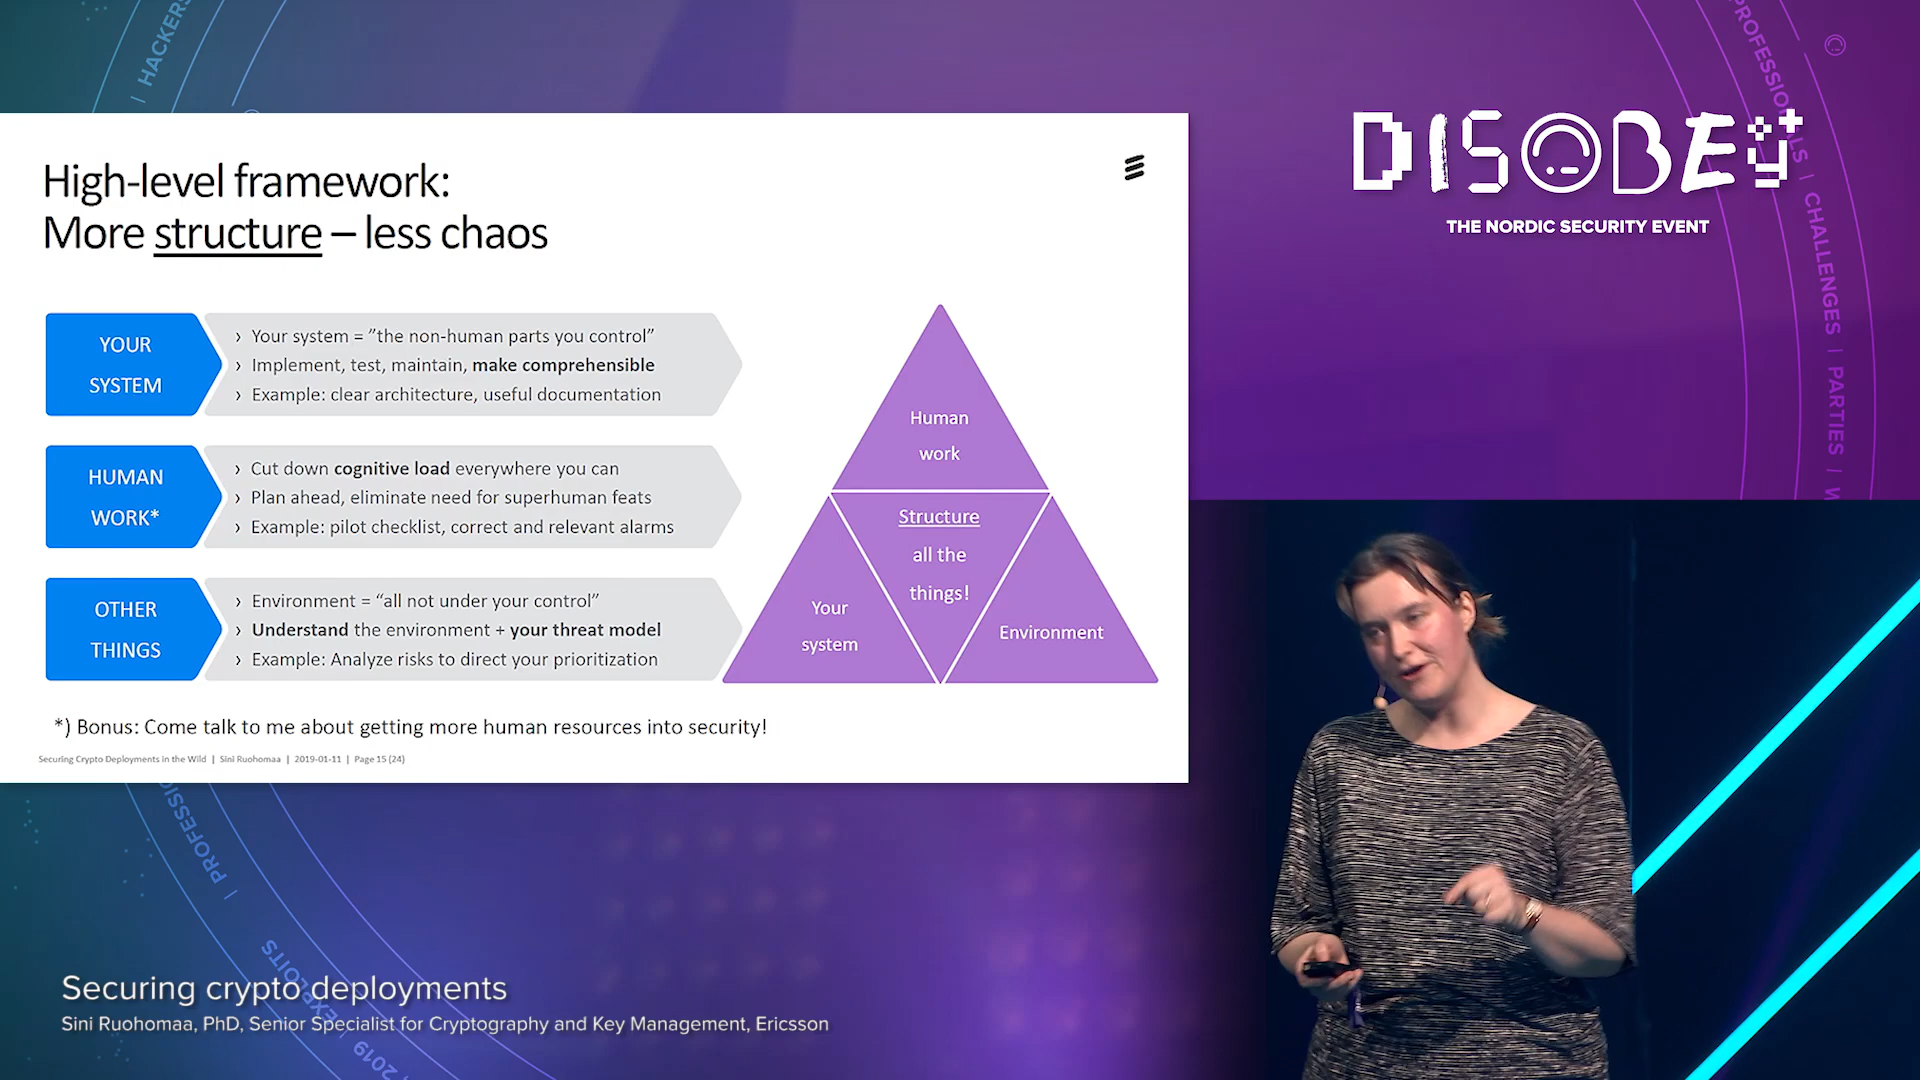 High-level framework:
More structure – less chaos
YOUR
SYSTEM
› Your system = ”the non-human parts you control”
› Implement, test, maintain, make comprehensible
› Example: clear architecture, useful documentation
HUMAN
WORK*
› Cut down cognitive load everywhere you can
› Plan ahead, eliminate need for superhuman feats
› Example: pilot checklist, correct and relevant alarms
OTHER
THINGS
› Environment = “all not under your control”
› Understand the environment + your threat model
› Example: Analyze risks to direct your prioritization
Human
work
Structure
all the
things!
Your
system
Environment
*) Bonus: Come talk to me about getting more human resources into security!
Securing Crypto Deployments in the Wild | Sini Ruohomaa | 2019-01-11 | Page 15 (24)
DISOBEY
THE NORDIC SECURITY EVENT
| HACKERS
PROFESSIONALS | CHALLENGES | PARTIES |
PROFESSI
EXPLOITS
| 2019
Securing crypto deployments
Sini Ruohomaa, PhD, Senior Specialist for Cryptography and Key Management, Ericsson